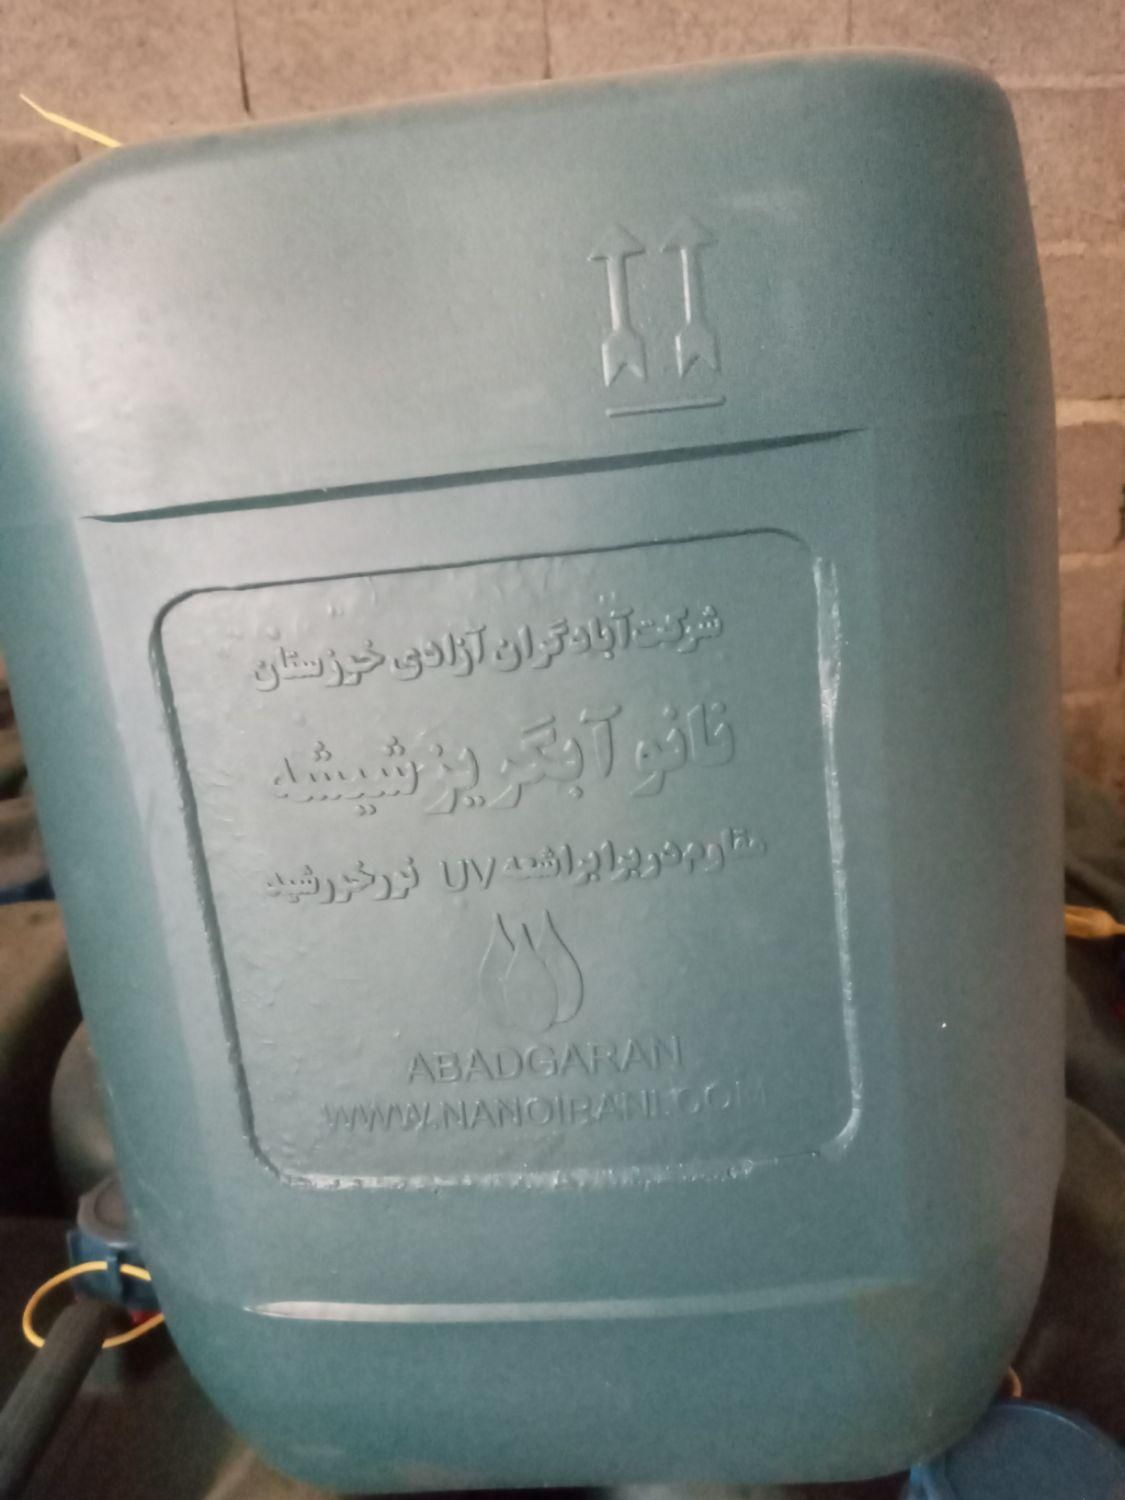 شرکت آبادگران آزادی خوزستان
نانو آبگریز شیشه
مقاوم در برابر اشعه UV نور خورشید
ABADGARAN
WWW.NANOIRANI.COM